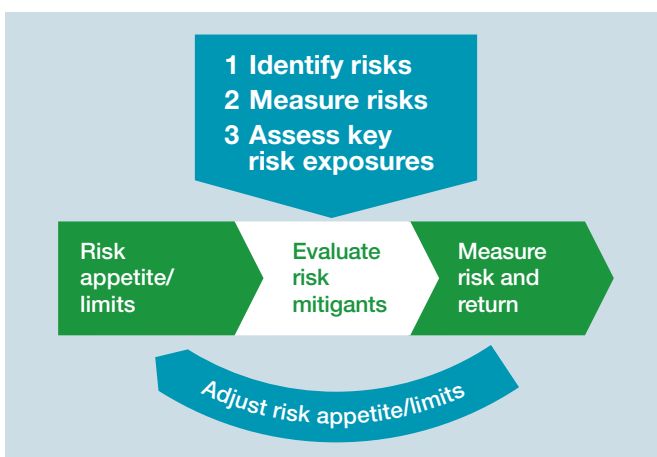 1 Identify risks
2 Measure risks
3 Assess key
risk exposures
Risk
appetite/
limits
Evaluate
risk
mitigants
Measure
risk and
return
Adjust risk appetite/limits